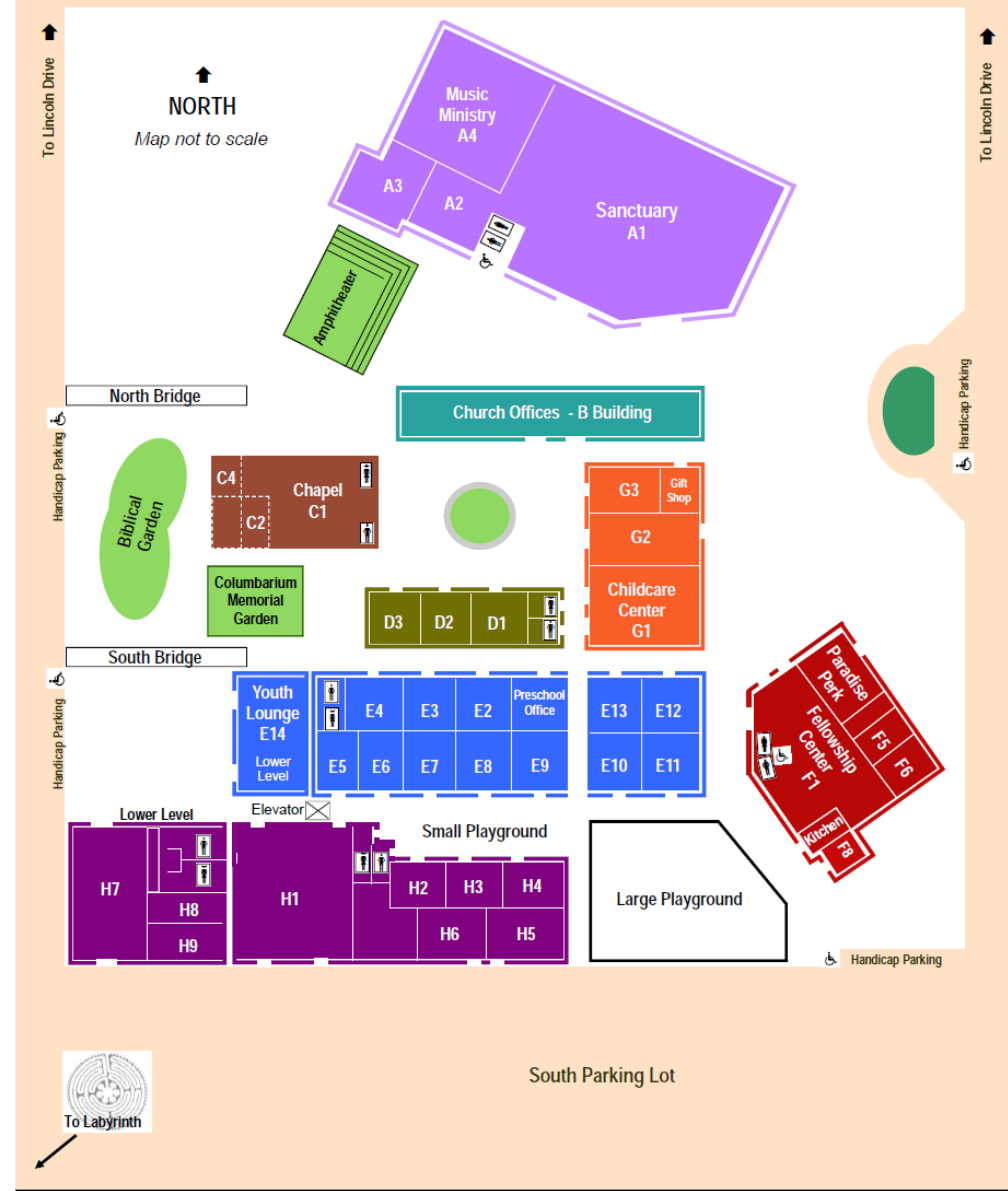 To Lincoln Drive
NORTH
Map not to scale
To Lincoln Drive
Music
Ministry
A4
A3
A2
Sanctuary
A1
Amphitheater
North Bridge
Handicap Parking
Church Offices - B Building
Handicap Parking
Biblical
Garden
C4
C2
Chapel
C1
G3
Gift
Shop
G2
Childcare
Center
G1
Columbarium
Memorial
Garden
D3
D2
D1
South Bridge
Handicap Parking
Youth
Lounge
E14
Lower
Level
E4
E3
E2
Preschool
Office
E5
E6
E7
E8
E9
E13
E12
E10
E11
Paradise
Perk
Fellowship
Center
F1
F5
F6
Kitchen
F8
Lower Level
Elevator
Small Playground
H7
H8
H9
H1
H2
H3
H4
H6
H5
Large Playground
Handicap Parking
South Parking Lot
To Labyrinth